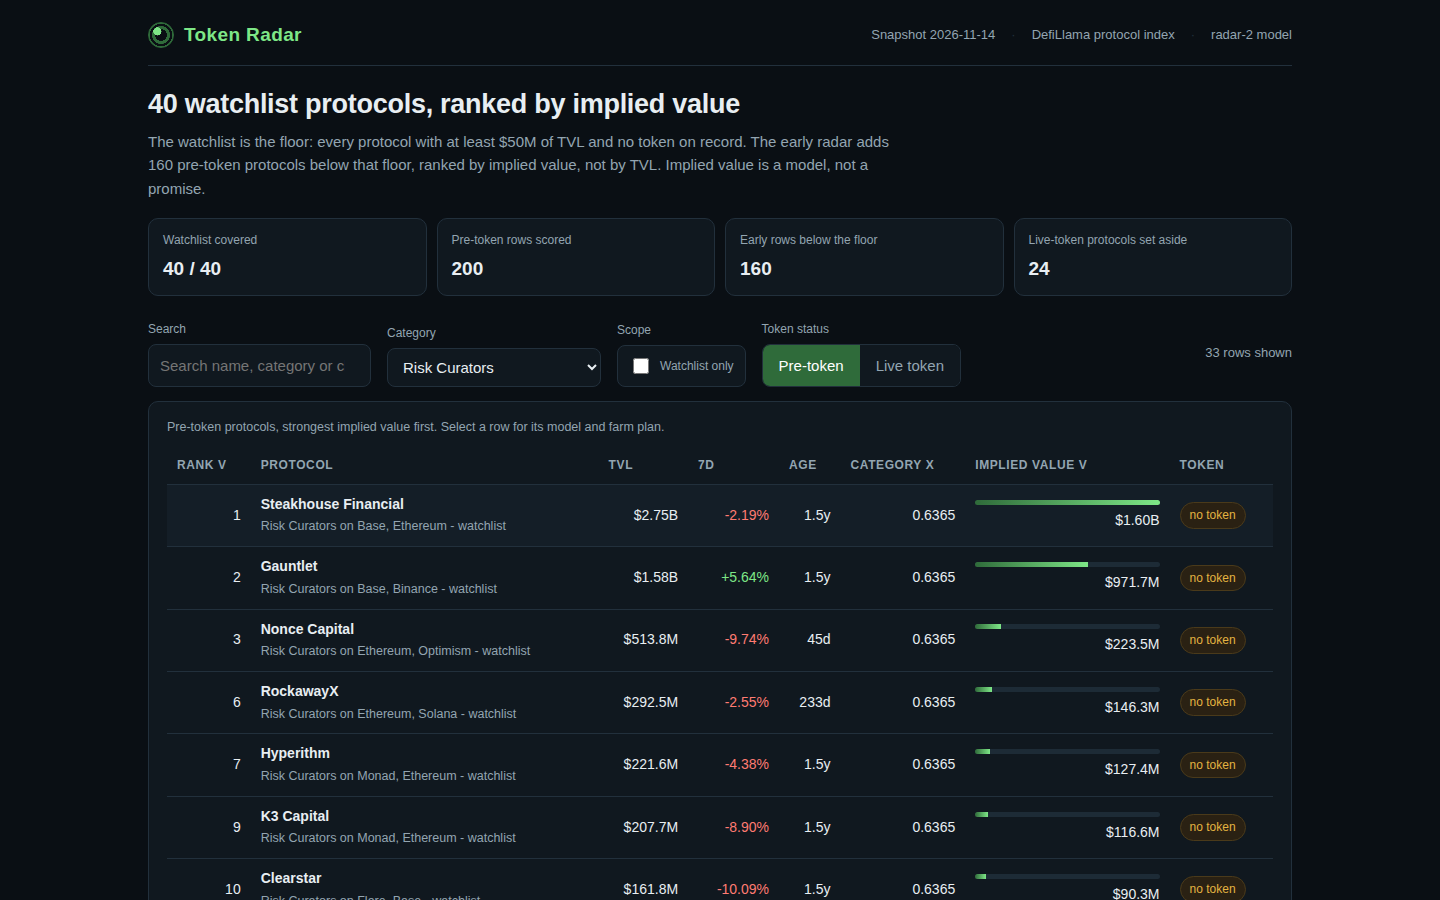 Token Radar
Snapshot 2026-11-14 · DefiLlama protocol index · radar-2 model
40 watchlist protocols, ranked by implied value
The watchlist is the floor: every protocol with at least $50M of TVL and no token on record. The early radar adds
160 pre-token protocols below that floor, ranked by implied value, not by TVL. Implied value is a model, not a
promise.
Watchlist covered
40 / 40
Pre-token rows scored
200
Early rows below the floor
160
Live-token protocols set aside
24
Search
Search name, category or c
Category
Risk Curators
Scope
Watchlist only
Token status
Pre-token Live token
33 rows shown
Pre-token protocols, strongest implied value first. Select a row for its model and farm plan.
RANK V PROTOCOL TVL 7D AGE CATEGORY X IMPLIED VALUE V TOKEN
1 Steakhouse Financial $2.75B -2.19% 1.5y 0.6365 $1.60B no token
Risk Curators on Base, Ethereum - watchlist
2 Gauntlet $1.58B +5.64% 1.5y 0.6365 $971.7M no token
Risk Curators on Base, Binance - watchlist
3 Nonce Capital $513.8M -9.74% 45d 0.6365 $223.5M no token
Risk Curators on Ethereum, Optimism - watchlist
6 RockawayX $292.5M -2.55% 233d 0.6365 $146.3M no token
Risk Curators on Ethereum, Solana - watchlist
7 Hyperithm $221.6M -4.38% 1.5y 0.6365 $127.4M no token
Risk Curators on Monad, Ethereum - watchlist
9 K3 Capital $207.7M -8.90% 1.5y 0.6365 $116.6M no token
Risk Curators on Monad, Ethereum - watchlist
10 Clearstar $161.8M -10.09% 1.5y 0.6365 $90.3M no token
Risk Curators on Flare, Base - watchlist